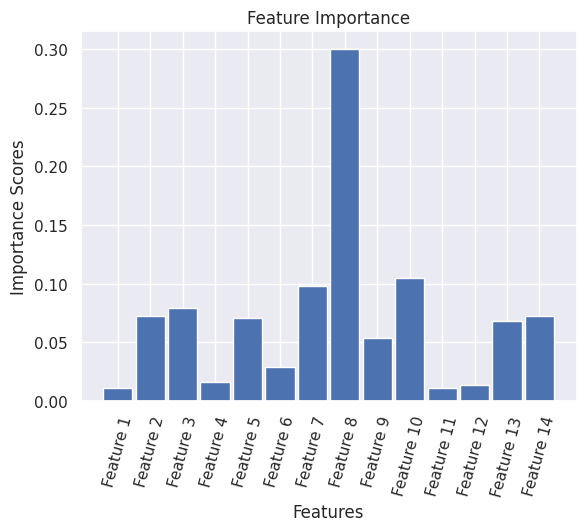 Feature Importance
0.30
0.25
0.20
0.15
0.10
0.05
0.00
Importance Scores
Feature 1
Feature 2
Feature 3
Feature 4
Feature 5
Feature 6
Feature 7
Feature 8
Feature 9
Feature 10
Feature 11
Feature 12
Feature 13
Feature 14
Features